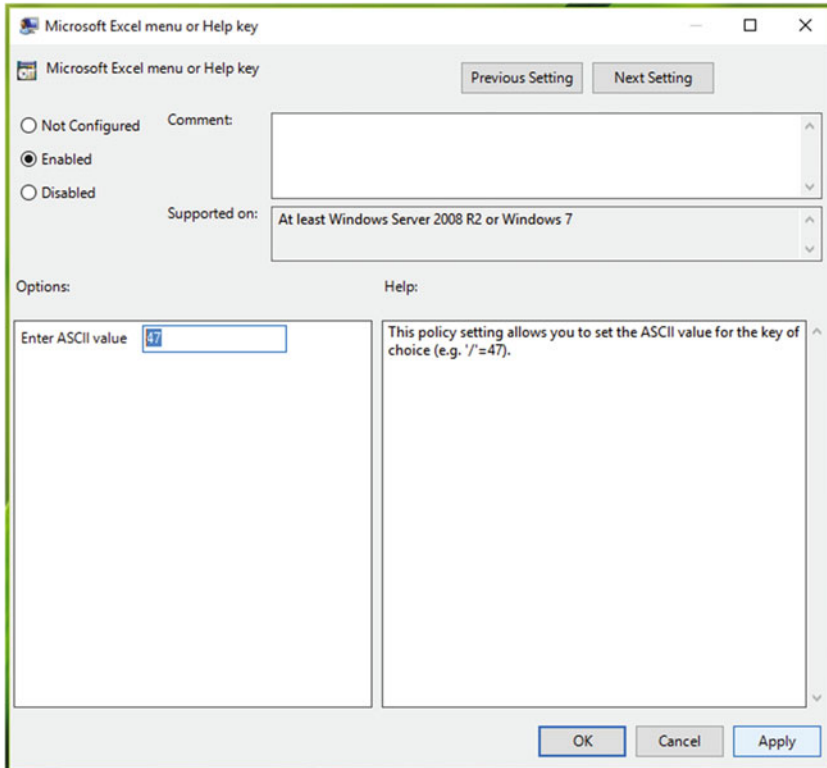 Microsoft Excel menu or Help key
Microsoft Excel menu or Help key
Previous Setting
Next Setting
Not Configured
Comment:
Enabled
Disabled
Supported on:
At least Windows Server 2008 R2 or Windows 7
Options:
Help:
Enter ASCII value
47
This policy setting allows you to set the ASCII value for the key of
choice (e.g. '/'=47).
OK
Cancel
Apply